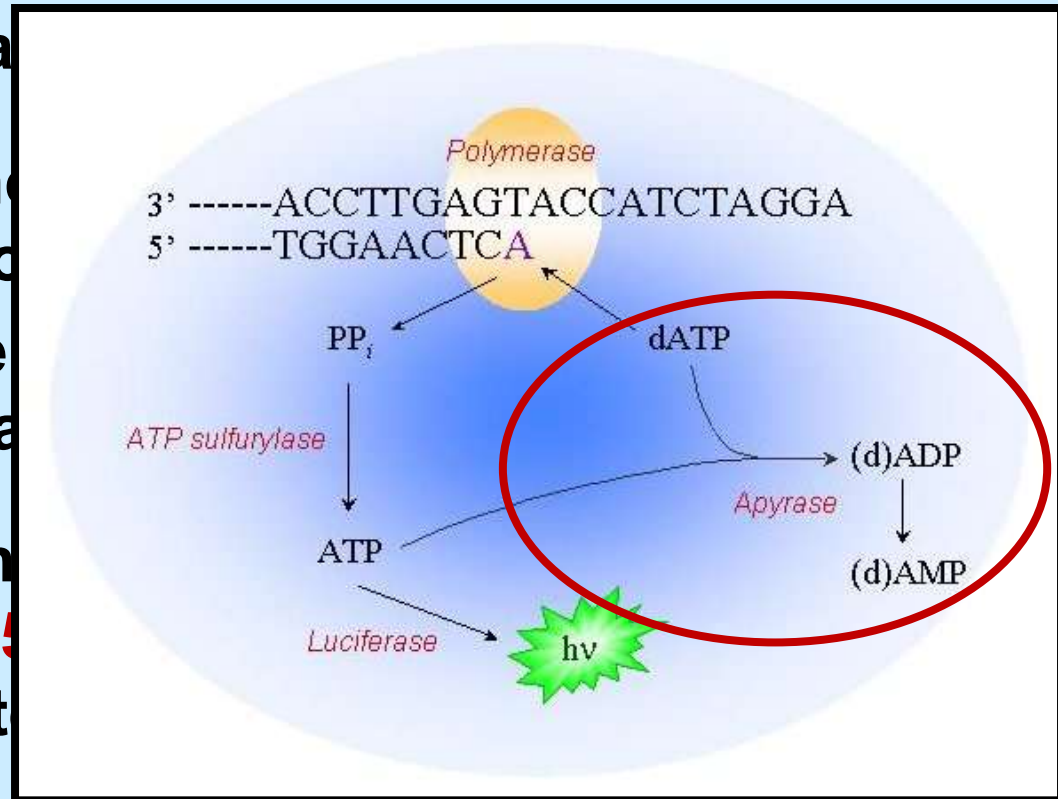 Polymerase
3' ------ACCTTGAGTACCATCTAGGA
5' ------TGGAACTCA
PPi
dATP
ATP sulfurylase
(d)ADP
Apyrase
ATP
(d)AMP
Luciferase
hν